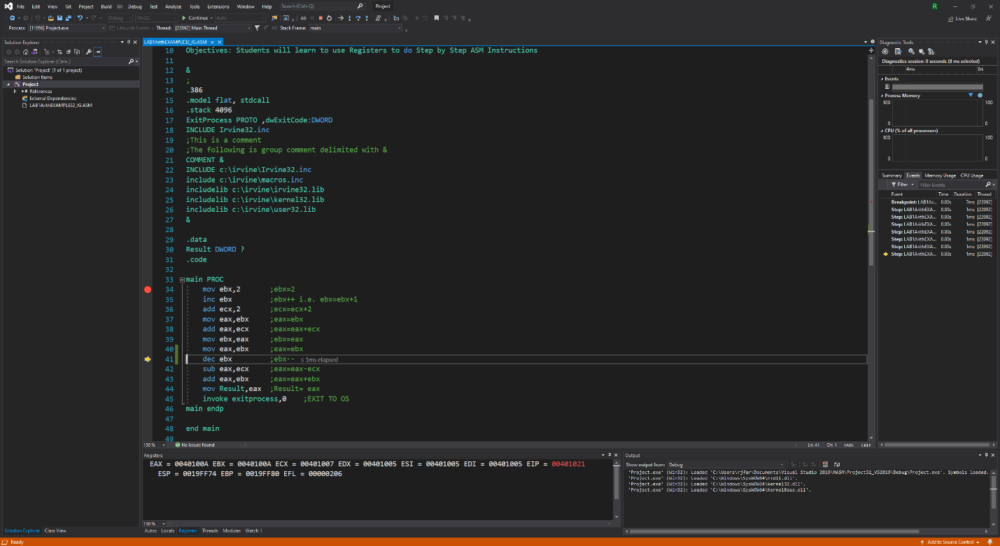 File Edit View Git Project Build Debug Test Analyze Tools Extensions Window Help Search (Ctrl+Q) Project R
Debug Win32 Continue Auto Live Share
Process: [11056] Project.exe Lifecycle Events Thread: [22092] Main Thread Stack Frame: main
Solution Explorer
Search Solution Explorer (Ctrl+;)
Solution 'Project' (1 of 1 project)
Solution Items
Project
References
External Dependencies
LAB1ArithEXAMPLE32_IG.ASM
Solution Explorer Class View
LAB1ArithEXAMPLE32_IG.ASM
10 Objectives: Students will learn to use Registers to do Step by Step ASM Instructions
11
12 &
13 ;
14 .386
15 .model flat, stdcall
16 .stack 4096
17 ExitProcess PROTO ,dwExitCode:DWORD
18 INCLUDE Irvine32.inc
19 ;This is a comment
20 ;The following is group comment delimited with &
21 COMMENT &
22 INCLUDE c:\irvine\Irvine32.inc
23 include c:\irvine\macros.inc
24 includelib c:\irvine\irvine32.lib
25 includelib c:\irvine\kernel32.lib
26 includelib c:\irvine\user32.lib
27 &
28
29 .data
30 Result DWORD ?
31 .code
32
33 main PROC
34 mov ebx,2 ;ebx=2
35 inc ebx ;ebx++ i.e. ebx=ebx+1
36 add ecx,2 ;ecx=ecx+2
37 mov eax,ebx ;eax=ebx
38 add eax,ecx ;eax=eax+ecx
39 mov ebx,eax ;ebx=eax
40 mov eax,ebx ;eax=ebx
41 dec ebx ;ebx-- ≤ 1ms elapsed
42 sub eax,ecx ;eax=eax-ecx
43 add eax,ebx ;eax=eax+ebx
44 mov Result,eax ;Result= eax
45 invoke exitprocess,0 ;EXIT TO OS
46 main endp
47
48 end main
49
150 % No issues found Ln: 41 Ch: 1 TABS CRLF
Registers
EAX = 0040100A EBX = 0040100A ECX = 00401007 EDX = 00401005 ESI = 00401005 EDI = 00401005 EIP = 00401021
ESP = 0019FF74 EBP = 0019FF80 EFL = 00000206
150 %
Autos Locals Registers Threads Modules Watch 1
Output
Show output from: Debug
'Project.exe' (Win32): Loaded 'C:\Users\rjfar\Documents\Visual Studio 2019\MASM\Project32_VS2019\Debug\Project.exe'. Symbols loaded.
'Project.exe' (Win32): Loaded 'C:\Windows\SysWOW64\ntdll.dll'.
'Project.exe' (Win32): Loaded 'C:\Windows\SysWOW64\kernel32.dll'.
'Project.exe' (Win32): Loaded 'C:\Windows\SysWOW64\KernelBase.dll'.
Diagnostic Tools
Diagnostics session: 0 seconds (8 ms selected)
4ms
Events
Process Memory
100 100
0 0
CPU (% of all processors)
100 100
0 0
Summary Events Memory Usage CPU Usage
Filter Filter Events
Event Time Duration Thread
Breakpoint: LAB1Ar... 0.00s 7ms [22092]
Step: LAB1ArithEXA... 0.00s 1ms [22092]
Step: LAB1ArithEXA... 0.00s 1ms [22092]
Step: LAB1ArithEXA... 0.00s 1ms [22092]
Step: LAB1ArithEXA... 0.00s 1ms [22092]
Step: LAB1ArithEXA... 0.00s 1ms [22092]
Step: LAB1ArithEXA... 0.00s 1ms [22092]
Step: LAB1ArithEXA... 0.00s 1ms [22092]
Ready Add to Source Control